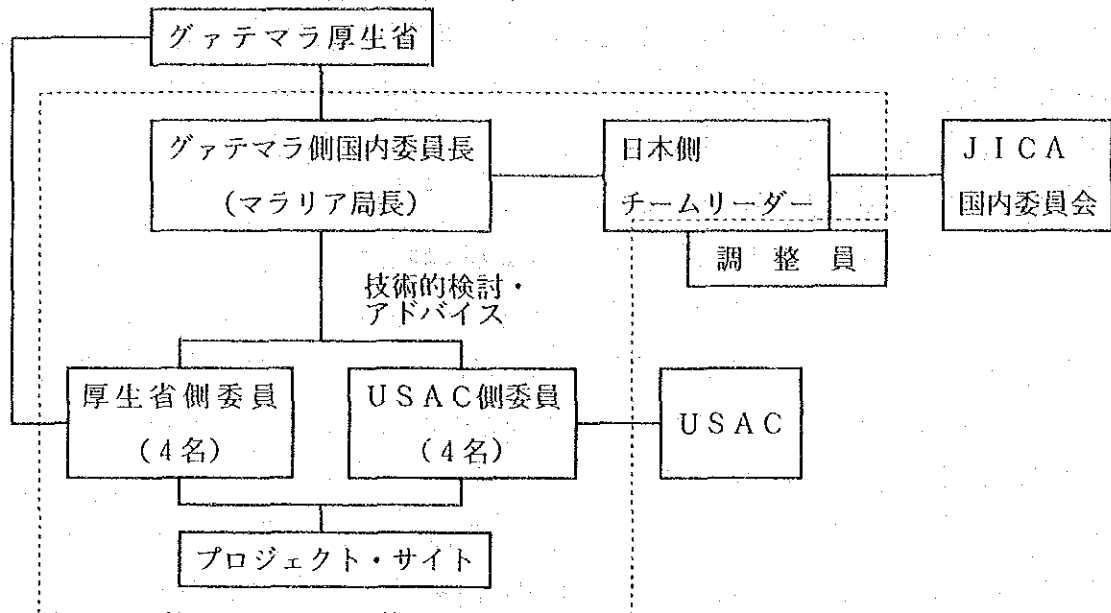 グァテマラ厚生省
グァテマラ側国内委員長
(マラリア局長)
日本側
チームリーダー
JICA
国内委員会
調整員
技術的検討・
アドバイス
厚生省側委員
(4名)
USAC側委員
(4名)
USAC
プロジェクト・サイト